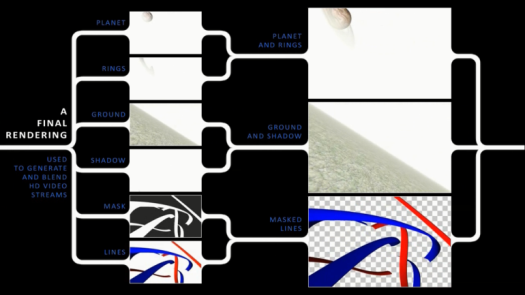 A
FINAL
RENDERING
USED
TO GENERATE
AND BLEND
HD VIDEO
STREAMS
PLANET
RINGS
GROUND
SHADOW
MASK
LINES
PLANET
AND RINGS
GROUND
AND SHADOW
MASKED
LINES